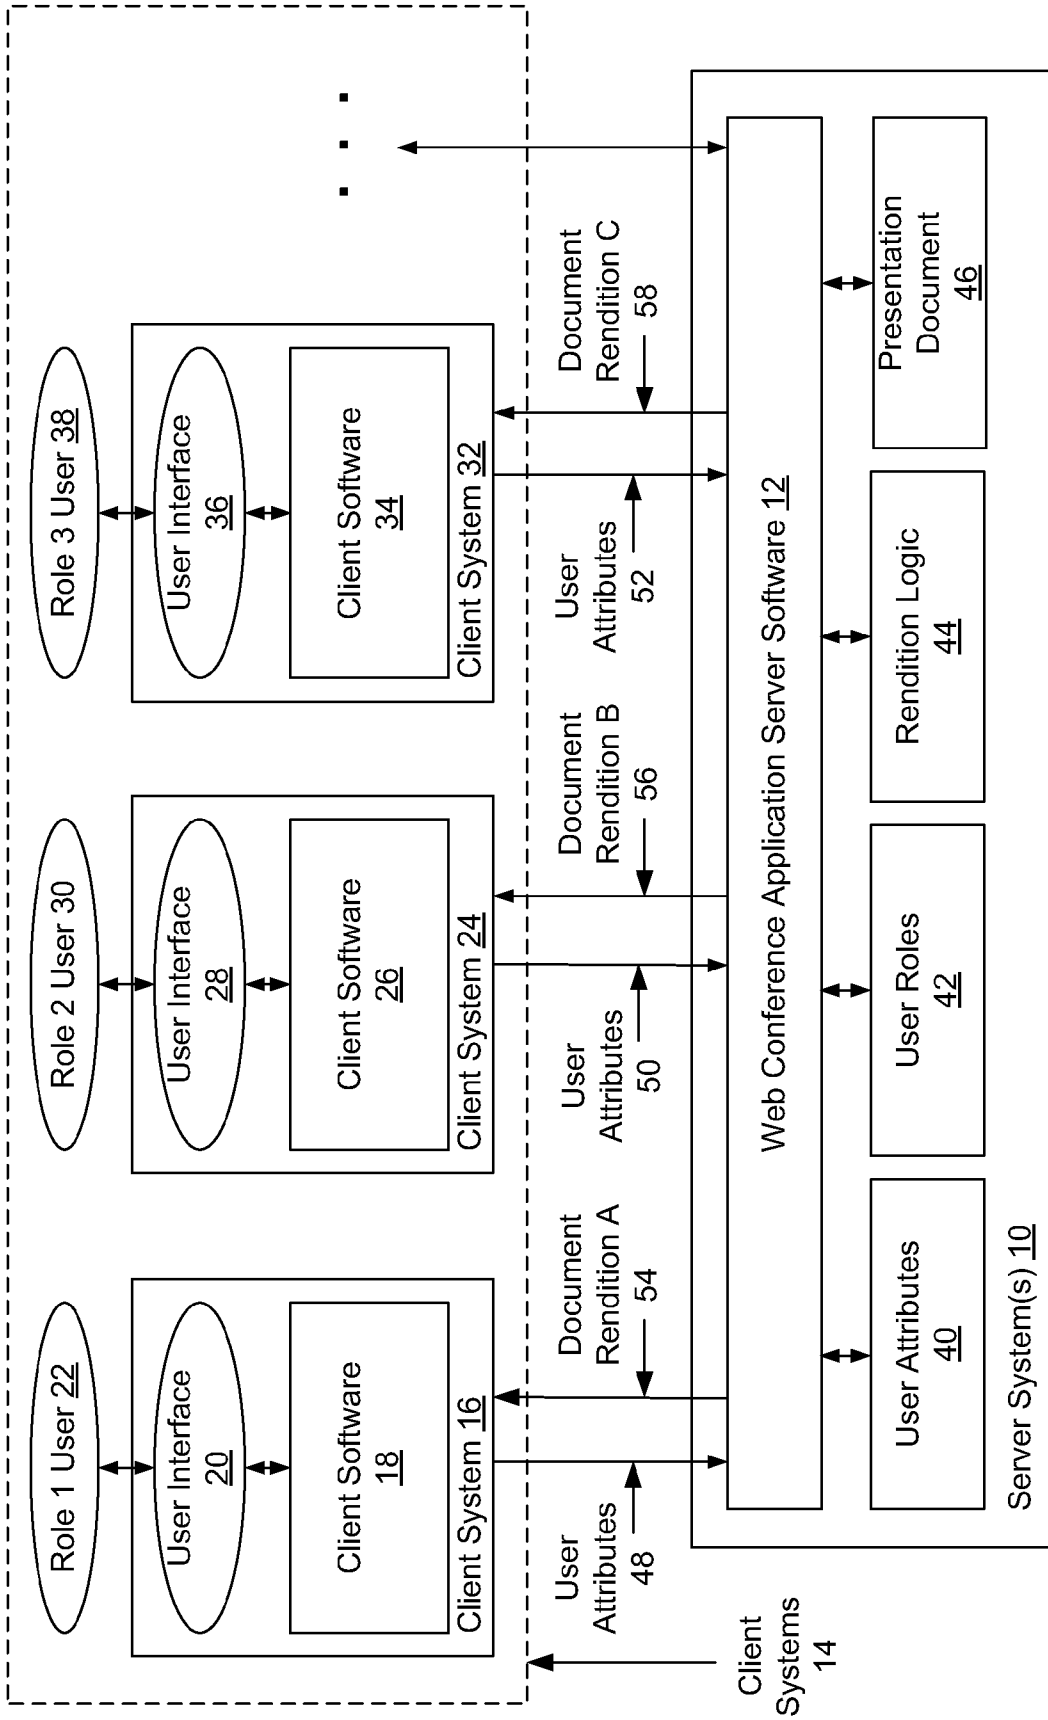 Role 1 User 22
User Interface
20
Client Software
18
Client System 16
Role 2 User 30
User Interface
28
Client Software
26
Client System 24
Role 3 User 38
User Interface
36
Client Software
34
Client System 32
Client
Systems
14
User
Attributes
48
Document
Rendition A
54
User
Attributes
50
Document
Rendition B
56
User
Attributes
52
Document
Rendition C
58
Web Conference Application Server Software 12
User Attributes
40
User Roles
42
Rendition Logic
44
Presentation
Document
46
Server System(s) 10